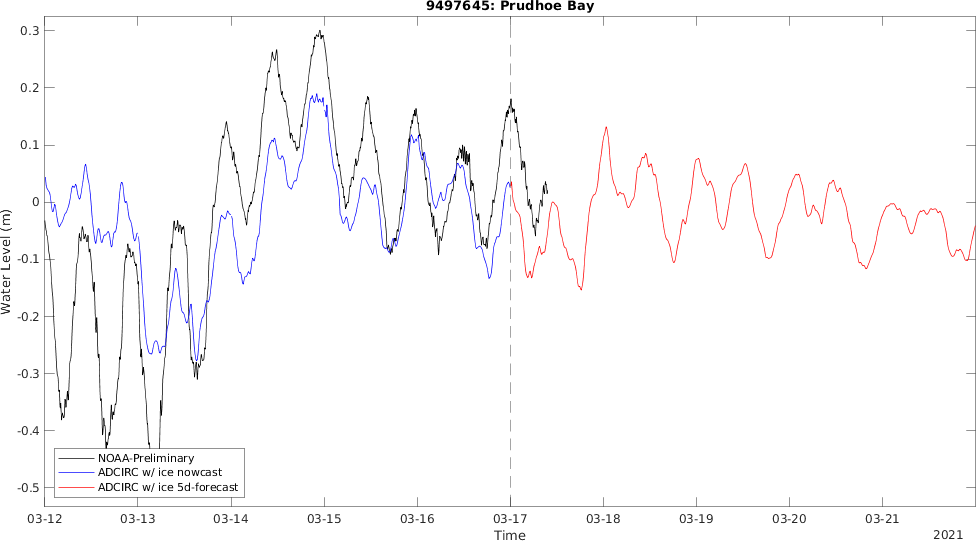 9497645: Prudhoe Bay
0.3
0.2
0.1
0
-0.1
-0.2
-0.3
-0.4
-0.5
Water Level (m)
NOAA-Preliminary
ADCIRC w/ ice nowcast
ADCIRC w/ ice 5d-forecast
03-12 03-13 03-14 03-15 03-16 03-17 03-18 03-19 03-20 03-21
Time
2021